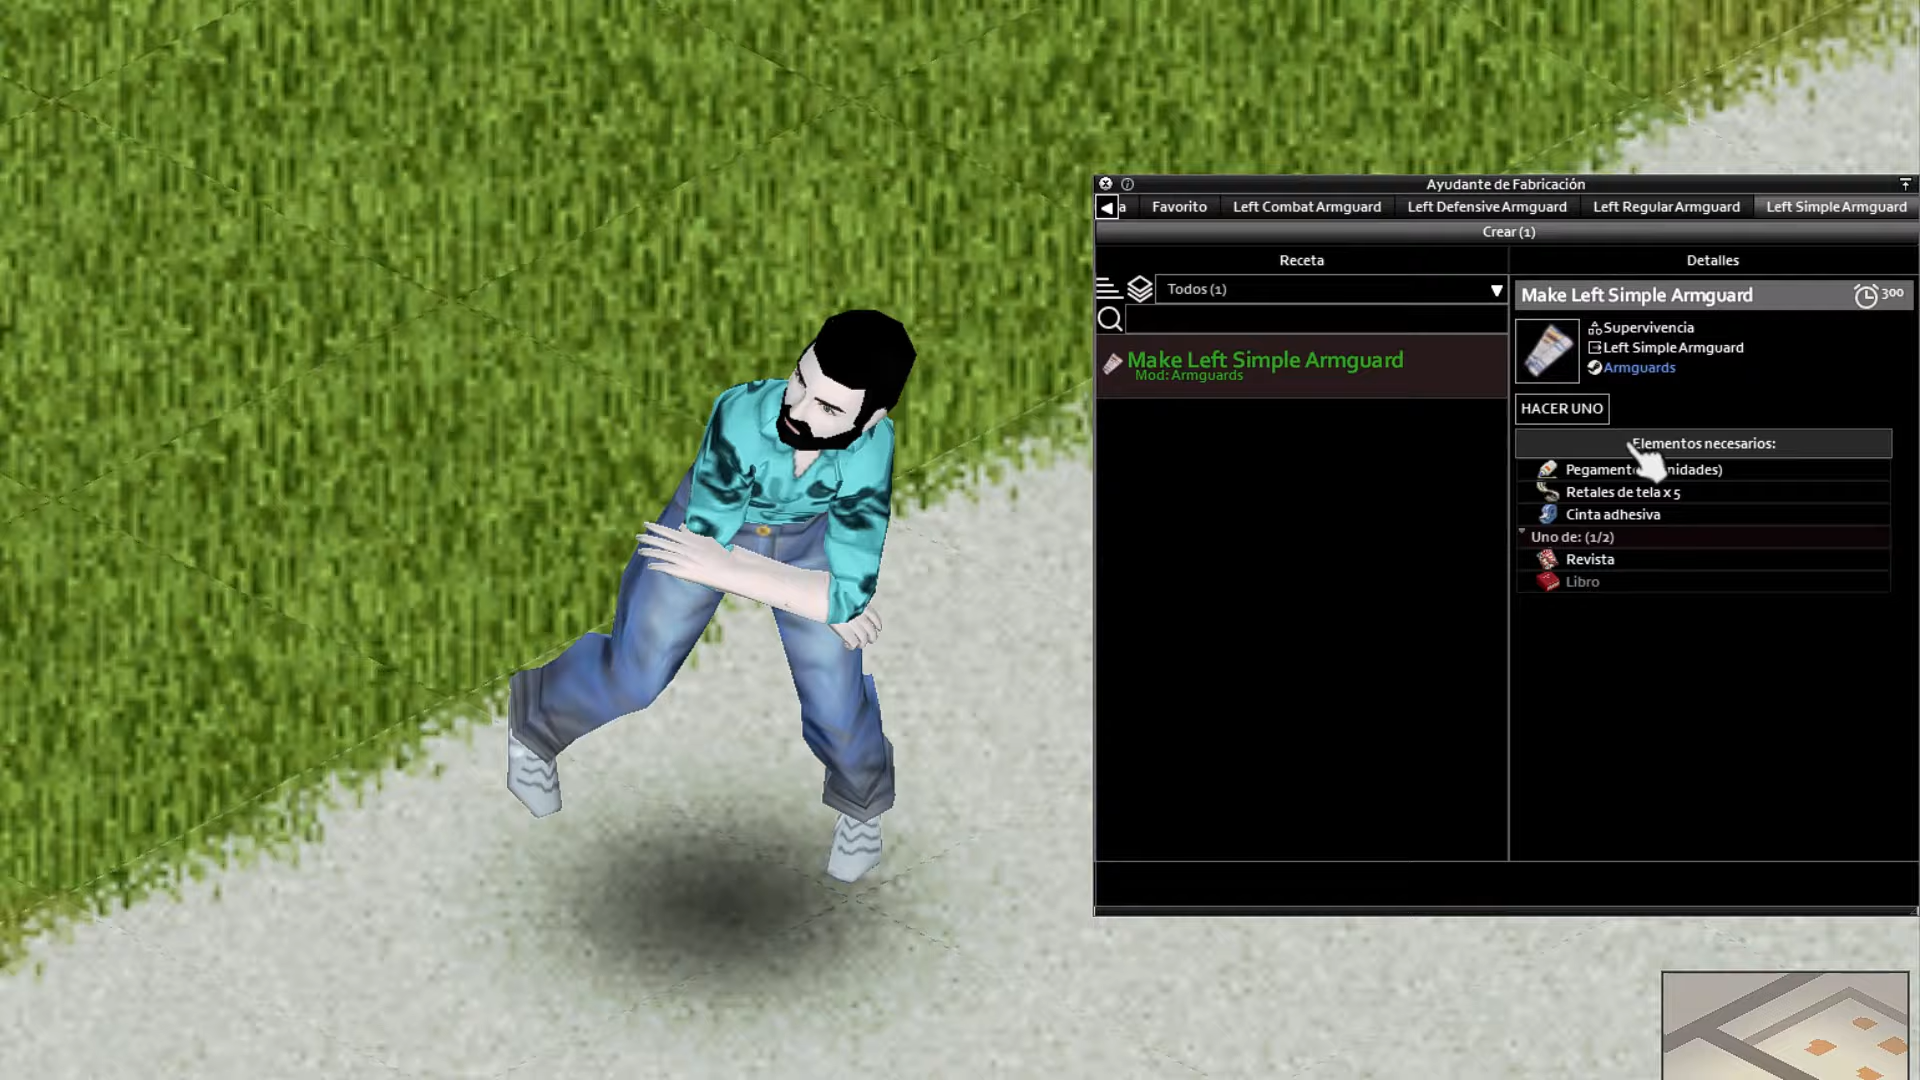 Ayudante de Fabricación
a Favorito Left Combat Armguard Left Defensive Armguard Left Regular Armguard Left Simple Armguard
Crear (1)
Receta
Todos (1)
Make Left Simple Armguard
Mod: Armguards
Detalles
Make Left Simple Armguard 300
Supervivencia
Left Simple Armguard
Armguards
HACER UNO
Elementos necesarios:
Retales de tela x 5
Cinta adhesiva
Uno de: (1/2)
Revista
Libro